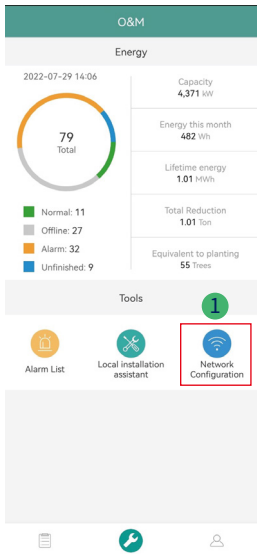 O&M
Energy
2022-07-29 14:06
79
Total
Normal: 11
Offline: 27
Alarm: 32
Unfinished: 9
Capacity
4,371 kW
Energy this month
482 Wh
Lifetime energy
1.01 MWh
Total Reduction
1.01 Ton
Equivalent to planting
55 Trees
Tools
1
Alarm List
Local installation
assistant
Network
Configuration